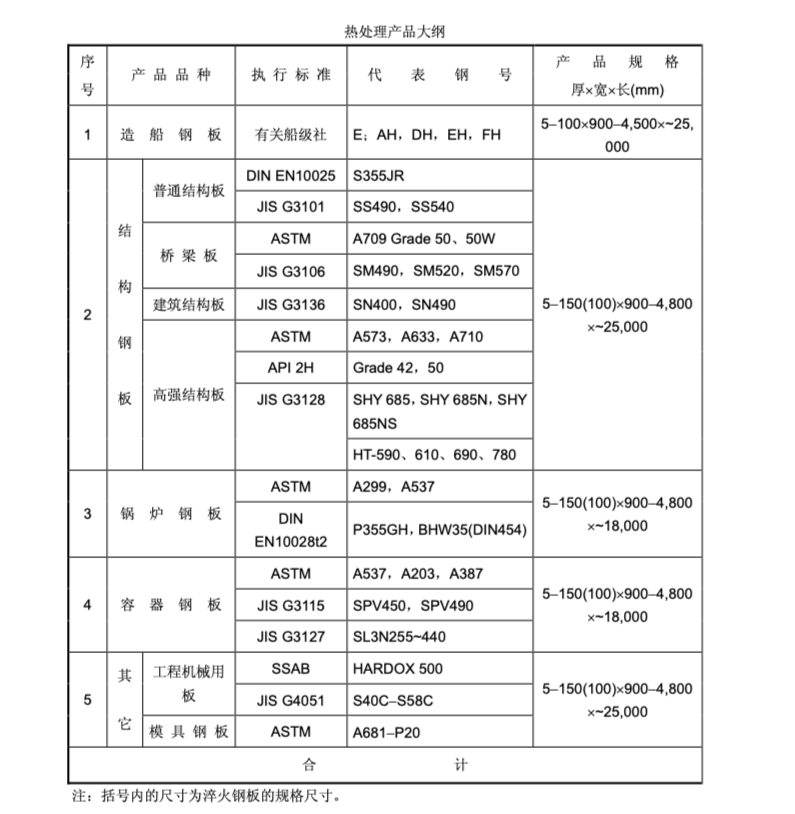 热处理产品大纲
序号 产品品种 执行标准 代表钢号 产品规格
厚×宽×长(mm)
1 造船钢板 有关船级社 E；AH，DH，EH，FH 5–100×900–4,500×~25,
000
2 结构钢板 普通结构板 DIN EN10025 S355JR 5–150(100)×900–4,800
×~25,000
JIS G3101 SS490，SS540
桥梁板 ASTM A709 Grade 50、50W
JIS G3106 SM490，SM520，SM570
建筑结构板 JIS G3136 SN400，SN490
高强结构板 ASTM A573，A633，A710
API 2H Grade 42，50
JIS G3128 SHY 685，SHY 685N，SHY
685NS
HT-590、610、690、780
3 锅炉钢板 ASTM A299，A537 5–150(100)×900–4,800
×~18,000
DIN
EN10028t2 P355GH，BHW35(DIN454)
4 容器钢板 ASTM A537，A203，A387 5–150(100)×900–4,800
×~18,000
JIS G3115 SPV450，SPV490
JIS G3127 SL3N255~440
5 其它 工程机械用
板 SSAB HARDOX 500 5–150(100)×900–4,800
×~25,000
JIS G4051 S40C–S58C
模具钢板 ASTM A681–P20
合计
注：括号内的尺寸为淬火钢板的规格尺寸。